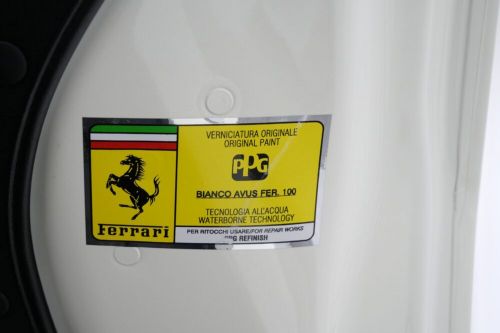 VERNICIATURA ORIGINALE
ORIGINAL PAINT
PPG
BIANCO AVUS FER. 100
TECNOLOGIA ALL'ACQUA
WATERBORNE TECHNOLOGY
Ferrari
PER RITOCCHI USARE/FOR REPAIR WORKS
PPG REFINISH